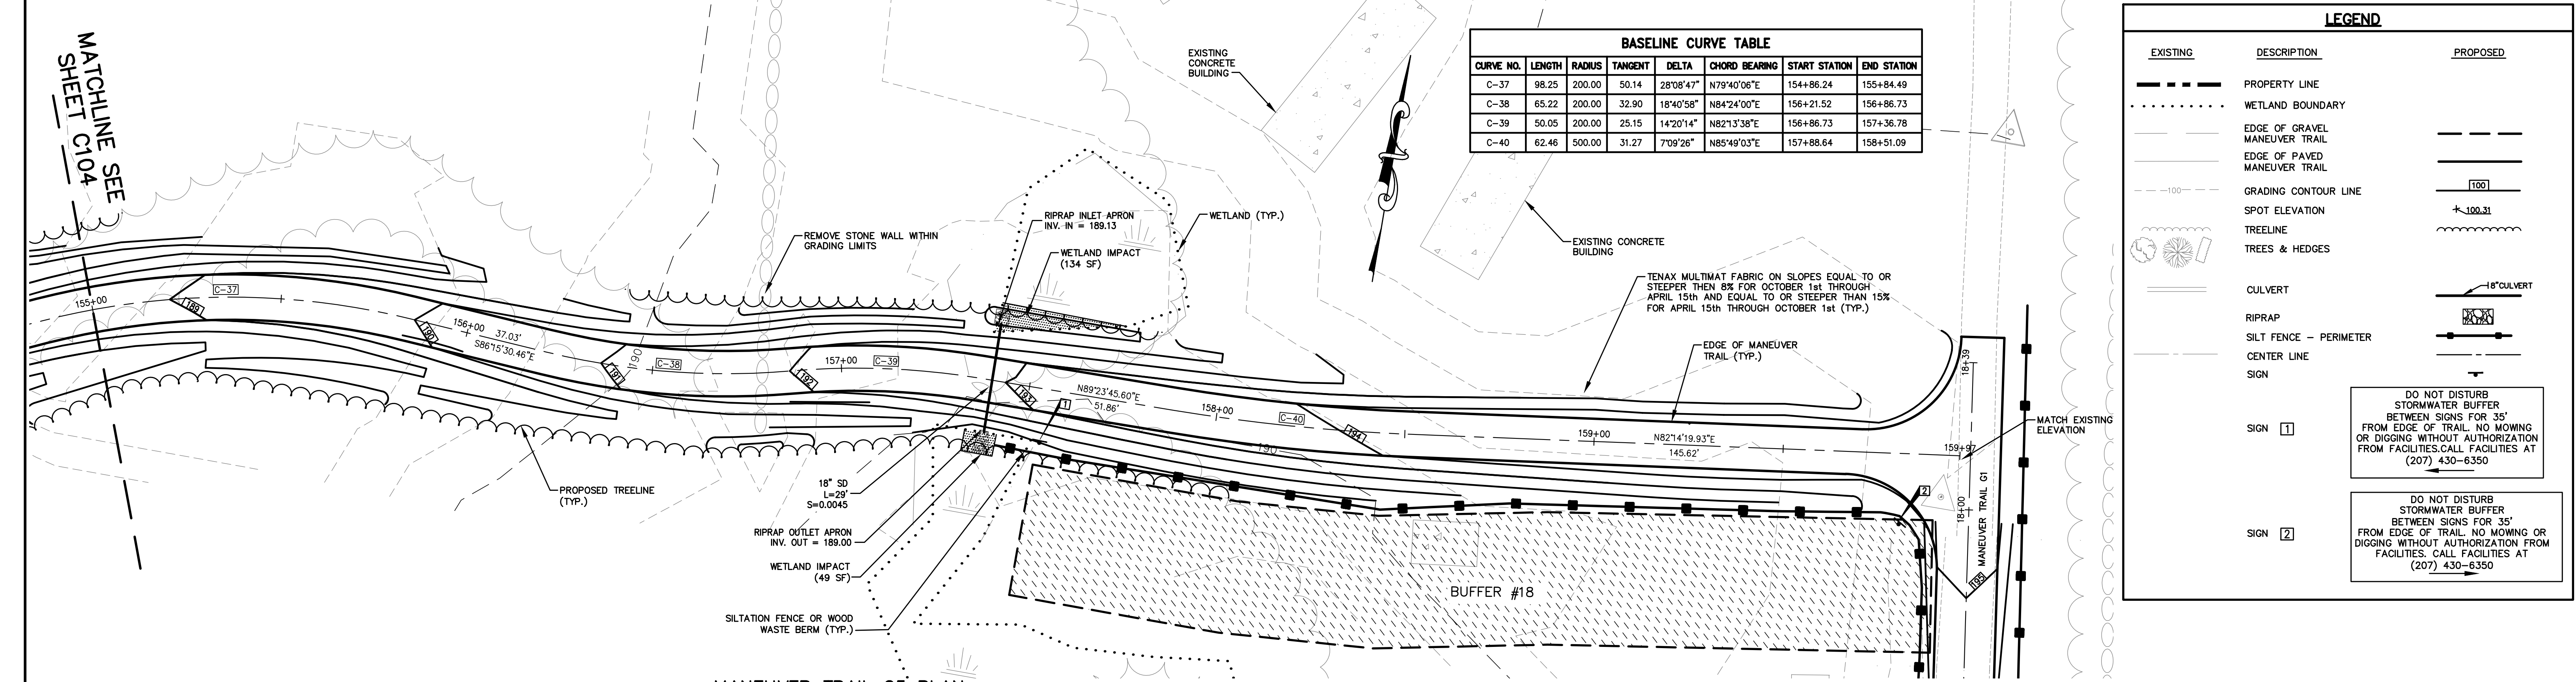 MATCHLINE SEE
SHEET C104
155+00
C-37
189
190
156+00
37.03'
S86°15'30.46"E
190
191
C-38
192
157+00
C-39
193
N89°23'45.60"E
51.86'
1
158+00
C-40
190
194
159+00
N82°14'19.93"E
145.62'
159+97
18+39
18+00
MANEUVER TRAIL G1
195
2
MATCH EXISTING
ELEVATION
REMOVE STONE WALL WITHIN
GRADING LIMITS
RIPRAP INLET APRON
INV. IN = 189.13
WETLAND IMPACT
(134 SF)
WETLAND (TYP.)
EXISTING
CONCRETE
BUILDING
EXISTING CONCRETE
BUILDING
TENAX MULTIMAT FABRIC ON SLOPES EQUAL TO OR
STEEPER THEN 8% FOR OCTOBER 1st THROUGH
APRIL 15th AND EQUAL TO OR STEEPER THAN 15%
FOR APRIL 15th THROUGH OCTOBER 1st (TYP.)
EDGE OF MANEUVER
TRAIL (TYP.)
PROPOSED TREELINE
(TYP.)
18" SD
L=29'
S=0.0045
RIPRAP OUTLET APRON
INV. OUT = 189.00
WETLAND IMPACT
(49 SF)
SILTATION FENCE OR WOOD
WASTE BERM (TYP.)
BUFFER #18
BASELINE CURVE TABLE
CURVE NO. LENGTH RADIUS TANGENT DELTA CHORD BEARING START STATION END STATION
C-37 98.25 200.00 50.14 28°08'47" N79°40'06"E 154+86.24 155+84.49
C-38 65.22 200.00 32.90 18°40'58" N84°24'00"E 156+21.52 156+86.73
C-39 50.05 200.00 25.15 14°20'14" N82°13'38"E 156+86.73 157+36.78
C-40 62.46 500.00 31.27 7°09'26" N85°49'03"E 157+88.64 158+51.09
LEGEND
EXISTING DESCRIPTION PROPOSED
PROPERTY LINE
WETLAND BOUNDARY
EDGE OF GRAVEL
MANEUVER TRAIL
EDGE OF PAVED
MANEUVER TRAIL
100 GRADING CONTOUR LINE 100
SPOT ELEVATION 100.31
TREELINE
TREES & HEDGES
CULVERT 18"CULVERT
RIPRAP
SILT FENCE – PERIMETER
CENTER LINE
SIGN
SIGN 1
DO NOT DISTURB
STORMWATER BUFFER
BETWEEN SIGNS FOR 35'
FROM EDGE OF TRAIL. NO MOWING
OR DIGGING WITHOUT AUTHORIZATION
FROM FACILITIES.CALL FACILITIES AT
(207) 430-6350
SIGN 2
DO NOT DISTURB
STORMWATER BUFFER
BETWEEN SIGNS FOR 35'
FROM EDGE OF TRAIL. NO MOWING OR
DIGGING WITHOUT AUTHORIZATION FROM
FACILITIES. CALL FACILITIES AT
(207) 430-6350